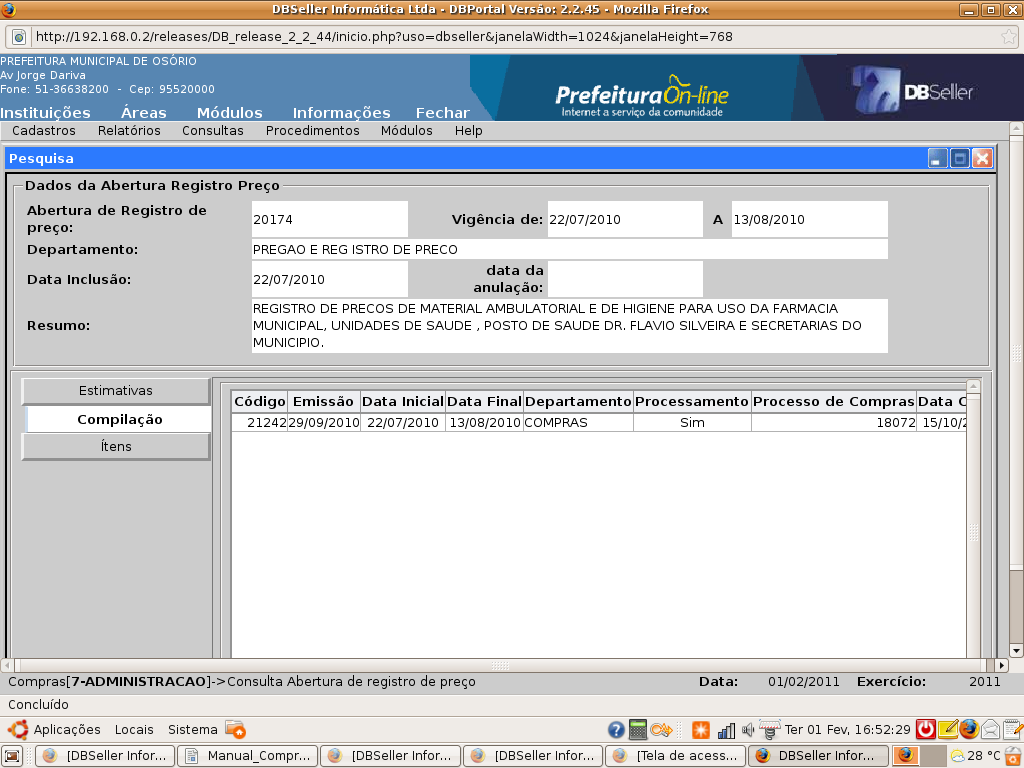 DBSeller Informática Ltda - DBPortal Versão: 2.2.45 - Mozilla Firefox
http://192.168.0.2/releases/DB_release_2_2_44/inicio.php?uso=dbseller&janelaWidth=1024&janelaHeight=768
PREFEITURA MUNICIPAL DE OSÓRIO
Av Jorge Dariva
Fone: 51-36638200 - Cep: 95520000
PrefeituraOn-line
Internet a serviço da comunidade
DBSeller
Instituições Áreas Módulos Informações Fechar
Cadastros Relatórios Consultas Procedimentos Módulos Help
Pesquisa
Dados da Abertura Registro Preço
Abertura de Registro de preço: 20174 Vigência de: 22/07/2010 A 13/08/2010
Departamento: PREGAO E REG ISTRO DE PRECO
Data Inclusão: 22/07/2010 data da anulação:
Resumo: REGISTRO DE PRECOS DE MATERIAL AMBULATORIAL E DE HIGIENE PARA USO DA FARMACIA
MUNICIPAL, UNIDADES DE SAUDE , POSTO DE SAUDE DR. FLAVIO SILVEIRA E SECRETARIAS DO
MUNICIPIO.
Estimativas
Compilação
Ítens
Código Emissão Data Inicial Data Final Departamento Processamento Processo de Compras Data C
21242 29/09/2010 22/07/2010 13/08/2010 COMPRAS Sim 18072 15/10/2
Compras[7-ADMINISTRACAO]->Consulta Abertura de registro de preço Data: 01/02/2011 Exercício: 2011
Concluído
Aplicações Locais Sistema Ter 01 Fev, 16:52:29
[DBSeller Infor... Manual_Compr... [DBSeller Infor... [DBSeller Infor... [Tela de acess... DBSeller Infor... 28 °C